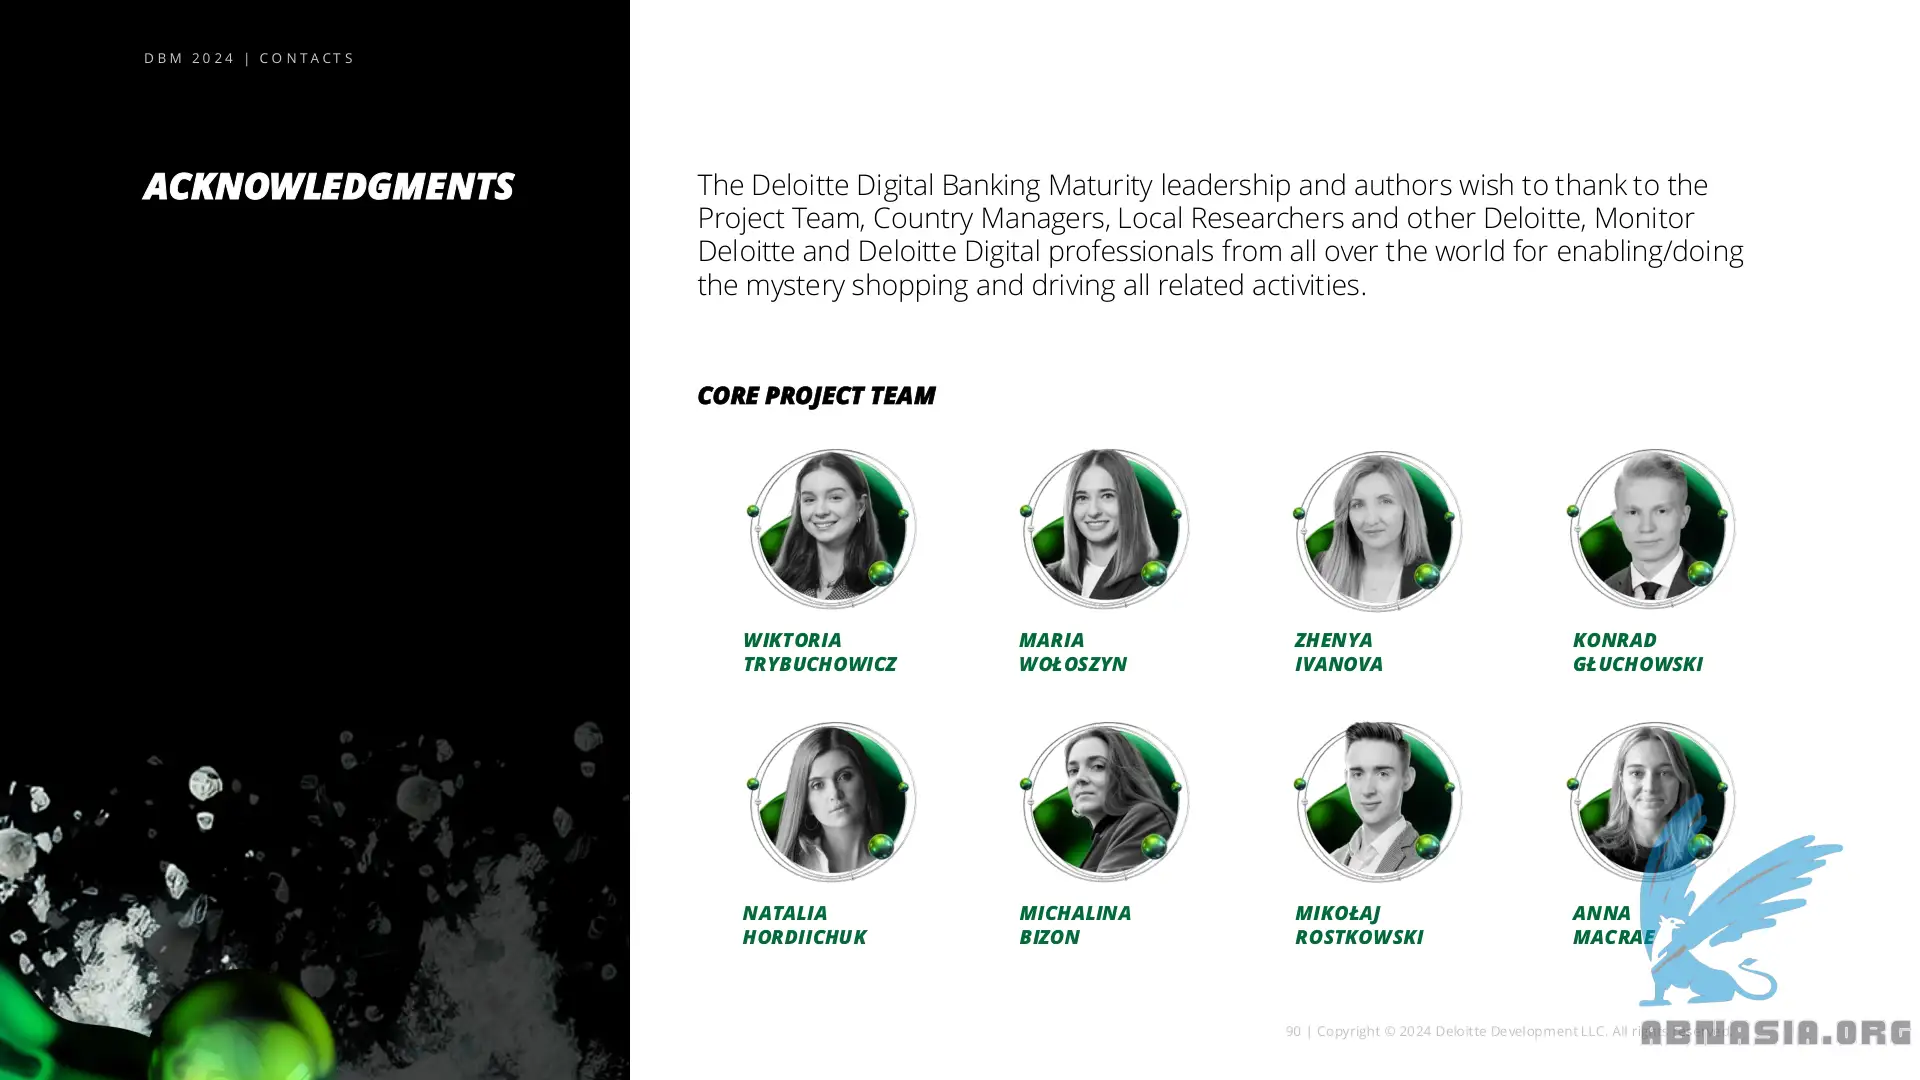 DBM 2024 | CONTACTS
ACKNOWLEDGMENTS
The Deloitte Digital Banking Maturity leadership and authors wish to thank to the
Project Team, Country Managers, Local Researchers and other Deloitte, Monitor
Deloitte and Deloitte Digital professionals from all over the world for enabling/doing
the mystery shopping and driving all related activities.
CORE PROJECT TEAM
WIKTORIA
TRYBUCHOWICZ
MARIA
WOŁOSZYN
ZHENYA
IVANOVA
KONRAD
GŁUCHOWSKI
NATALIA
HORDIICHUK
MICHALINA
BIZON
MIKOŁAJ
ROSTKOWSKI
ANNA
MACRAE
90 | Copyright © 2024 Deloitte Development LLC. All rights reserved.
ABNASIA.ORG